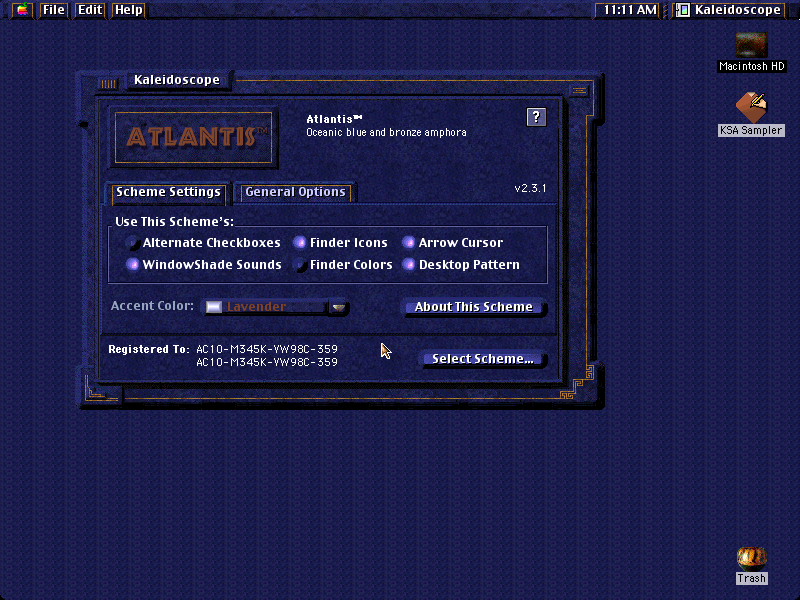 File Edit Help 11:11 AM Kaleidoscope
Macintosh HD
KSA Sampler
Kaleidoscope
ATLANTIS™
Atlantis™
Oceanic blue and bronze amphora
?
Scheme Settings General Options v2.3.1
Use This Scheme's:
Alternate Checkboxes Finder Icons Arrow Cursor
WindowShade Sounds Finder Colors Desktop Pattern
Accent Color: Lavender About This Scheme
Registered To: AC10-M345K-VW98C-359
AC10-M345K-VW98C-359
Select Scheme...
Trash